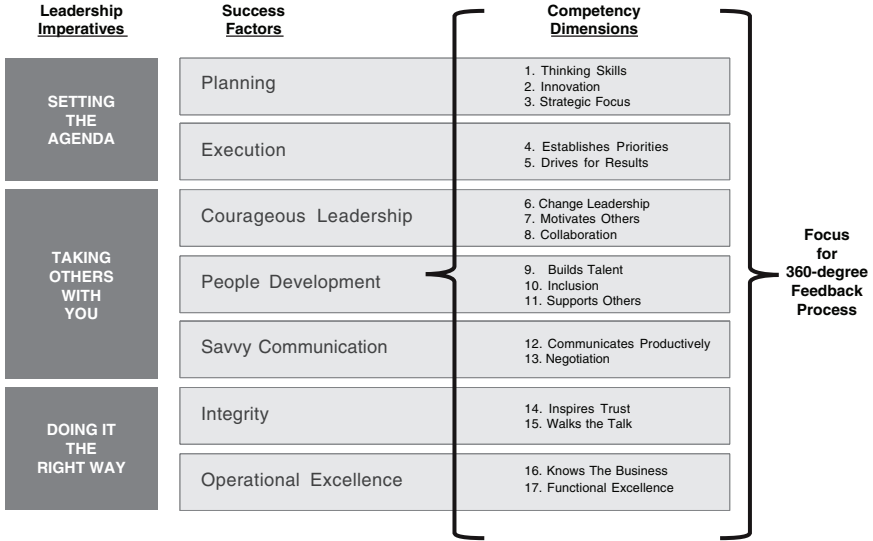 Leadership
Imperatives
Success
Factors
Competency
Dimensions
SETTING
THE
AGENDA
Planning
1. Thinking Skills
2. Innovation
3. Strategic Focus
Execution
4. Establishes Priorities
5. Drives for Results
TAKING
OTHERS
WITH
YOU
Courageous Leadership
6. Change Leadership
7. Motivates Others
8. Collaboration
People Development
9. Builds Talent
10. Inclusion
11. Supports Others
Savvy Communication
12. Communicates Productively
13. Negotiation
DOING IT
THE
RIGHT WAY
Integrity
14. Inspires Trust
15. Walks the Talk
Operational Excellence
16. Knows The Business
17. Functional Excellence
Focus
for
360-degree
Feedback
Process